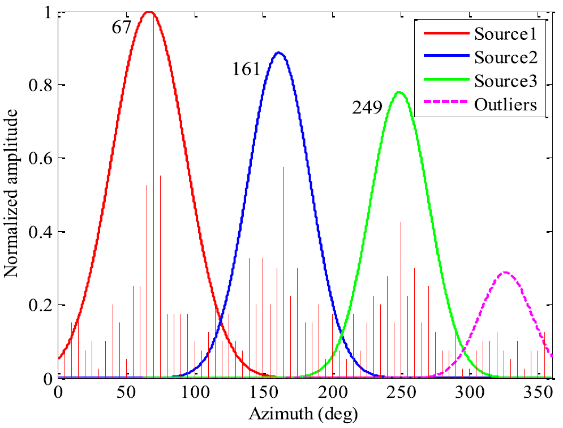 1
0.8
0.6
0.4
0.2
0
Normalized amplitude
67
161
249
Source1
Source2
Source3
Outliers
0 50 100 150 200 250 300 350
Azimuth (deg)